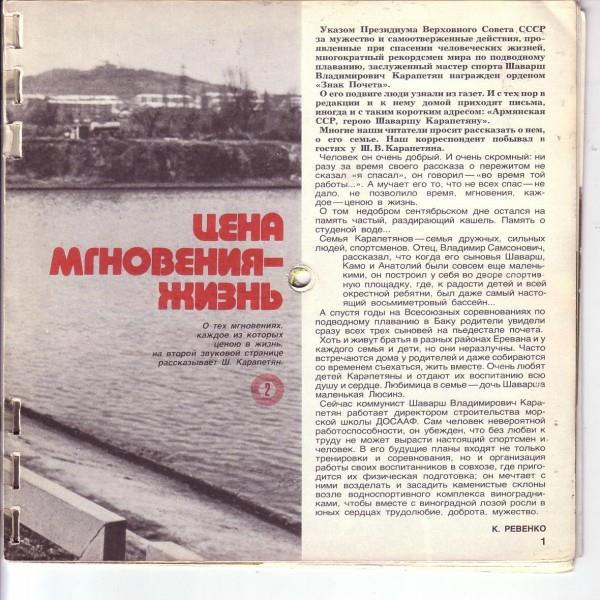 ЦЕНА
МГНОВЕНИЯ–
ЖИЗНЬ
О тех мгновениях,
каждое из которых
ценою в жизнь,
на второй звуковой странице
рассказывает Ш. Карапетян.
2
Указом Президиума Верховного Совета СССР
за мужество и самоотверженные действия, про-
явленные при спасении человеческих жизней,
многократный рекордсмен мира по подводному
плаванию, заслуженный мастер спорта Шаварш
Владимирович Карапетян награжден орденом
«Знак Почета».
О его подвиге люди узнали из газет. И с тех пор в
редакции и к нему домой приходят письма,
иногда и с таким коротким адресом: «Армянская
ССР, герою Шаваршу Карапетяну».
Многие наши читатели просят рассказать о нем,
о его семье. Наш корреспондент побывал в
гостях у Ш. В. Карапетяна.
Человек он очень добрый. И очень скромный: ни
разу за время своего рассказа о пережитом не
сказал «я спасал», он говорил—«во время той
работы...». А мучает его то, что не всех спас—не
дало, не позволило время, мгновения, каж-
дое—ценою в жизнь.
О том недобром сентябрьском дне остался на
память частый, раздирающий кашель. Память о
студеной воде...
Семья Карапетянов—семья дружных, сильных
людей, спортсменов. Отец, Владимир Самсонович,
рассказал, что когда его сыновья Шаварш,
Камо и Анатолий были совсем еще малень-
кими, он построил у себя во дворе спортив-
ную площадку, где, к радости детей и всей
окрестной ребятни, был даже самый насто-
ящий восьмиметровый бассейн...
А спустя годы на Всесоюзных соревнованиях по
подводному плаванию в Баку родители увидели
сразу всех трех сыновей на пьедестале почета.
Хоть и живут братья в разных районах Еревана и у
каждого семья и дети, но они неразлучны. Часто
встречаются дома у родителей и даже собираются
со временем съехаться, жить вместе. Очень любят
детей Карапетяны и отдают их воспитанию всю
душу и сердце. Любимица в семье—дочь Шаварша
маленькая Люсинэ.
Сейчас коммунист Шаварш Владимирович Кара-
петян работает директором строительства мор-
ской школы ДОСААФ. Сам человек невероятной
работоспособности, он убежден, что без любви к
труду не может вырасти настоящий спортсмен и
человек. В его будущие планы входят не только
тренировки и соревнования, но и организация
работы своих воспитанников в совхозе, где приго-
дится их физическая подготовка; он мечтает с
ними возделать и засадить каменистые склоны
возле водноспортивного комплекса виноградни-
ками, чтобы вместе с виноградной лозой росли в
юных сердцах трудолюбие, доброта, мужество.
К. РЕВЕНКО
1